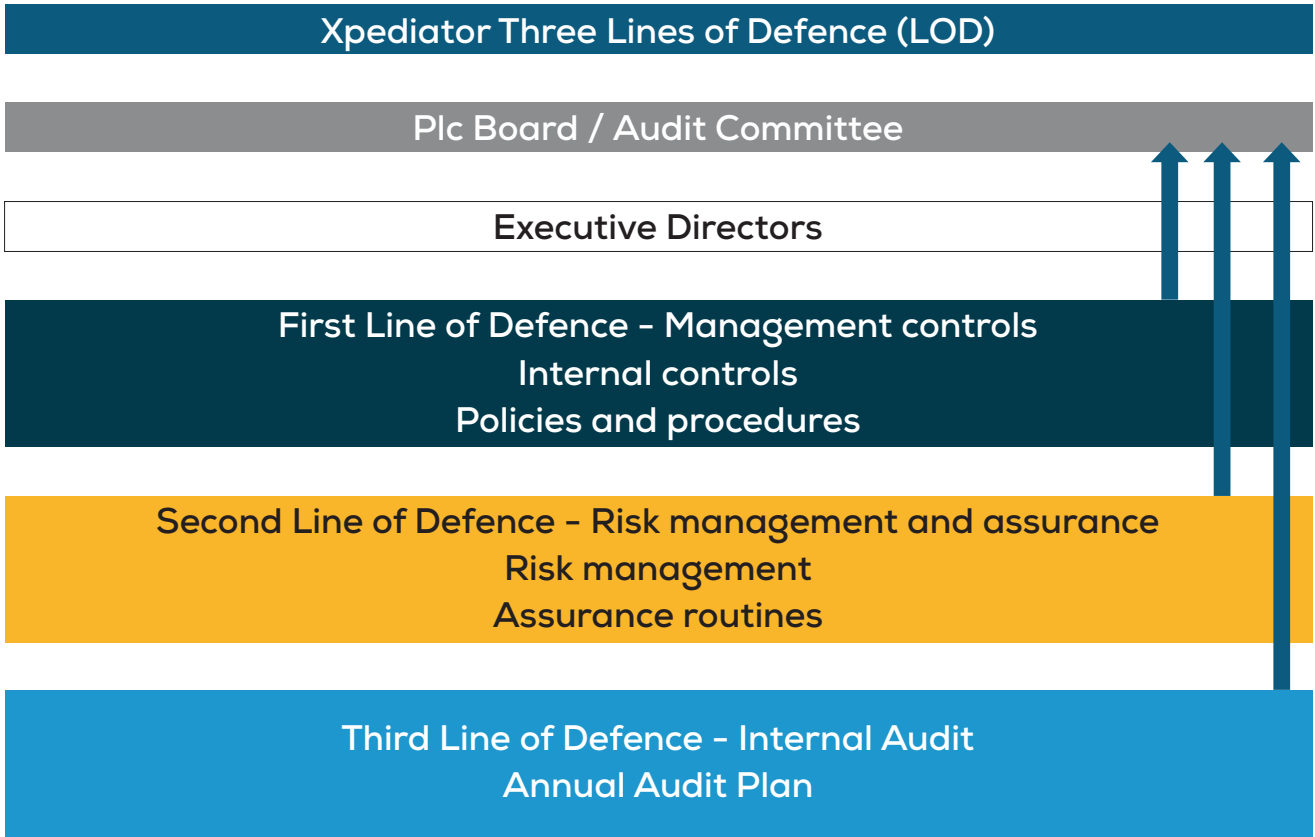 Xpediator Three Lines of Defence (LOD)
Plc Board / Audit Committee
Executive Directors
First Line of Defence - Management controls
Internal controls
Policies and procedures
Second Line of Defence - Risk management and assurance
Risk management
Assurance routines
Third Line of Defence - Internal Audit
Annual Audit Plan